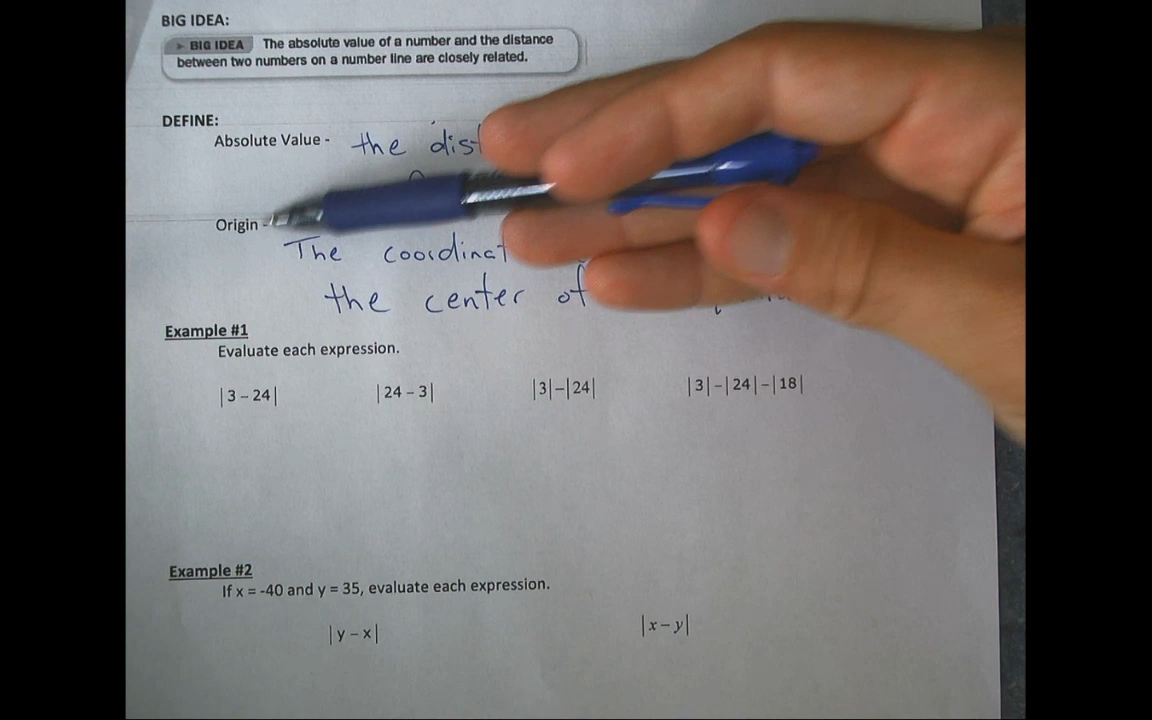 BIG IDEA:
▸ BIG IDEA The absolute value of a number and the distance
between two numbers on a number line are closely related.
DEFINE:
Absolute Value - the
Origin -
The
the center of
Example #1
Evaluate each expression.
|3 – 24| |24 – 3| |3|–|24| |3|–|24|–|18|
Example #2
If x = -40 and y = 35, evaluate each expression.
|y – x| |x – y|